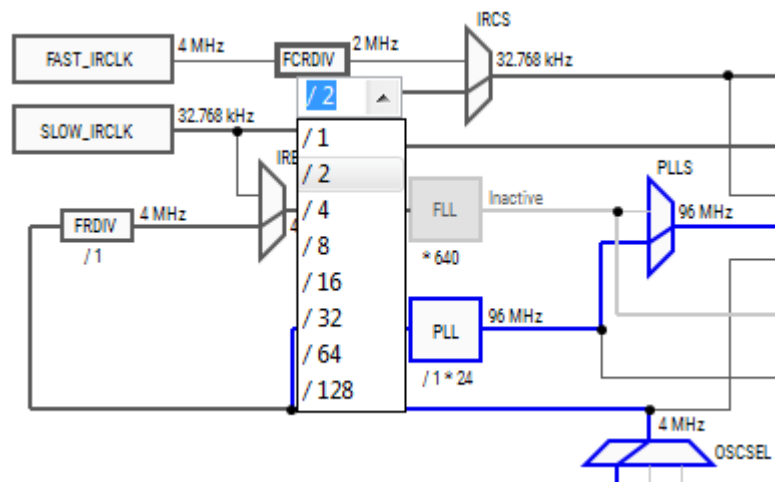 IRCS
FAST_IRCLK
4 MHz
FCRDIV
2 MHz
32.768 kHz
/ 2
SLOW_IRCLK
32.768 kHz
/ 1
/ 2
/ 4
/ 8
/ 16
/ 32
/ 64
/ 128
PLLS
FRDIV
4 MHz
/ 1
FLL
Inactive
* 640
96 MHz
PLL
96 MHz
/ 1 * 24
4 MHz
OSCSEL